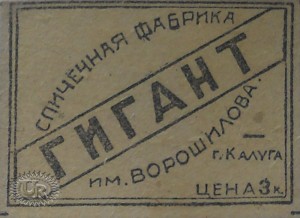 СПИЧЕЧНАЯ ФАБРИКА
ГИГАНТ
ИМ. ВОРОШИЛОВА.
Г. КАЛУГА
ЦЕНА 3 К.